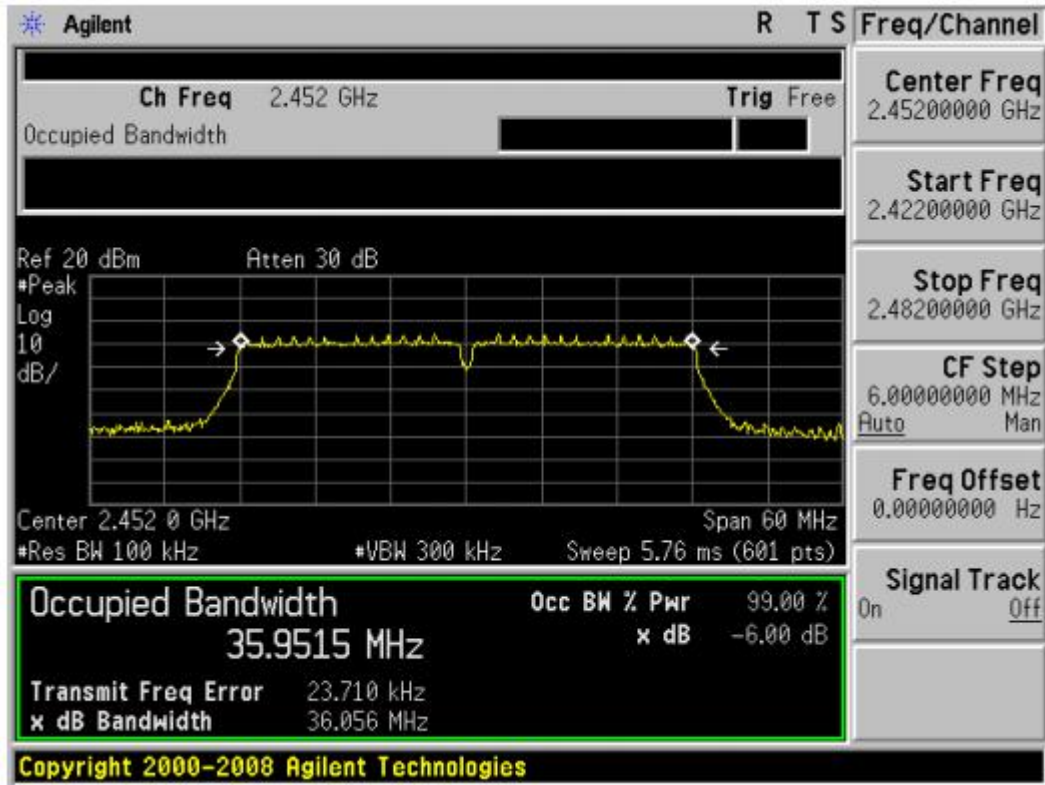 Agilent R T S Freq/Channel
Ch Freq 2.452 GHz Trig Free
Occupied Bandwidth
Center Freq
2.45200000 GHz
Start Freq
2.42200000 GHz
Stop Freq
2.48200000 GHz
CF Step
6.00000000 MHz
Auto Man
Freq Offset
0.00000000 Hz
Signal Track
On Off
Ref 20 dBm Atten 30 dB
#Peak
Log
10
dB/
Center 2.452 0 GHz Span 60 MHz
#Res BW 100 kHz #VBW 300 kHz Sweep 5.76 ms (601 pts)
Occupied Bandwidth Occ BW % Pwr 99.00 %
35.9515 MHz x dB -6.00 dB
Transmit Freq Error 23.710 kHz
x dB Bandwidth 36.056 MHz
Copyright 2000-2008 Agilent Technologies